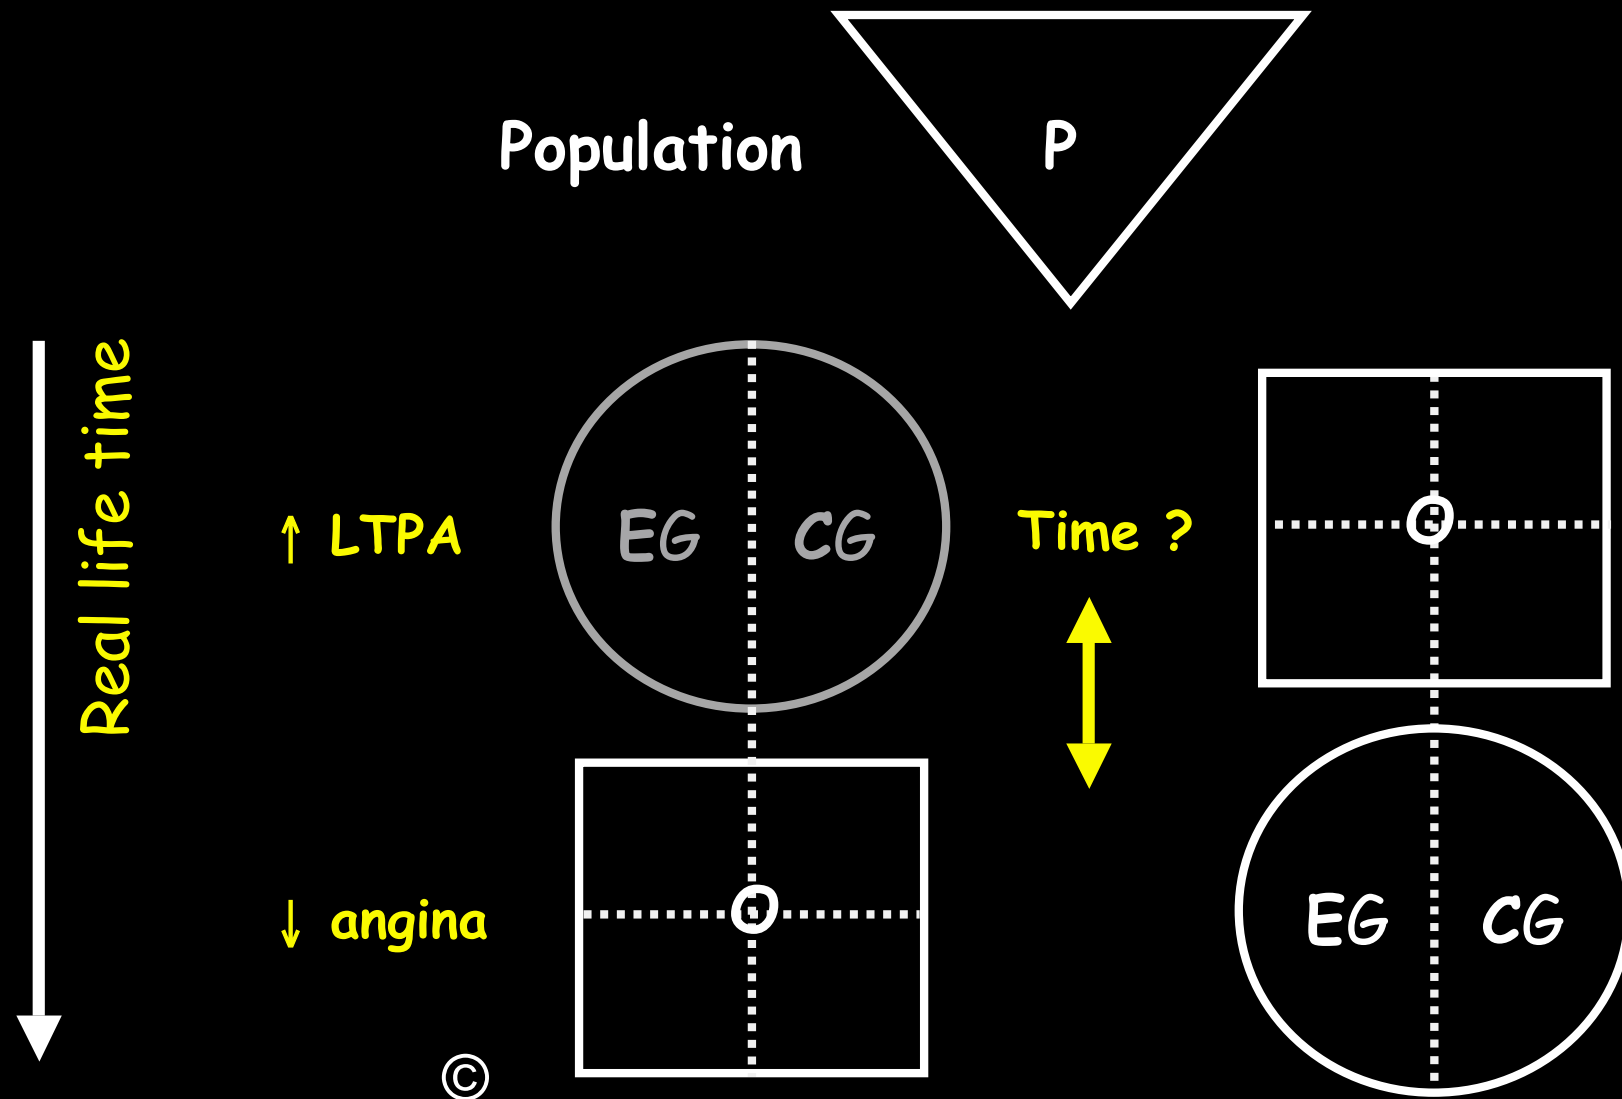 Population
P
Real life time
↑ LTPA
EG
CG
Time ?
O
↓ angina
O
EG
CG
©